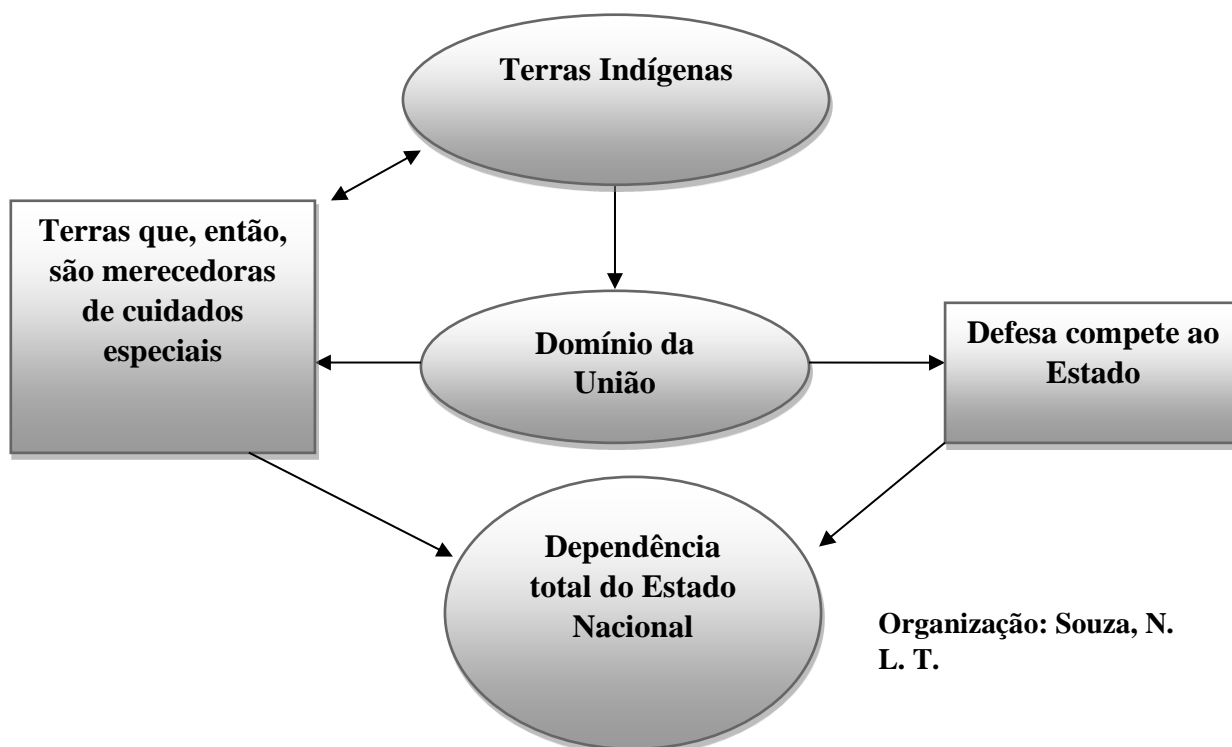 Terras Indígenas
Terras que, então,
são merecedoras
de cuidados
especiais
Domínio da
União
Defesa compete ao
Estado
Dependência
total do Estado
Nacional
Organização: Souza, N.
L. T.